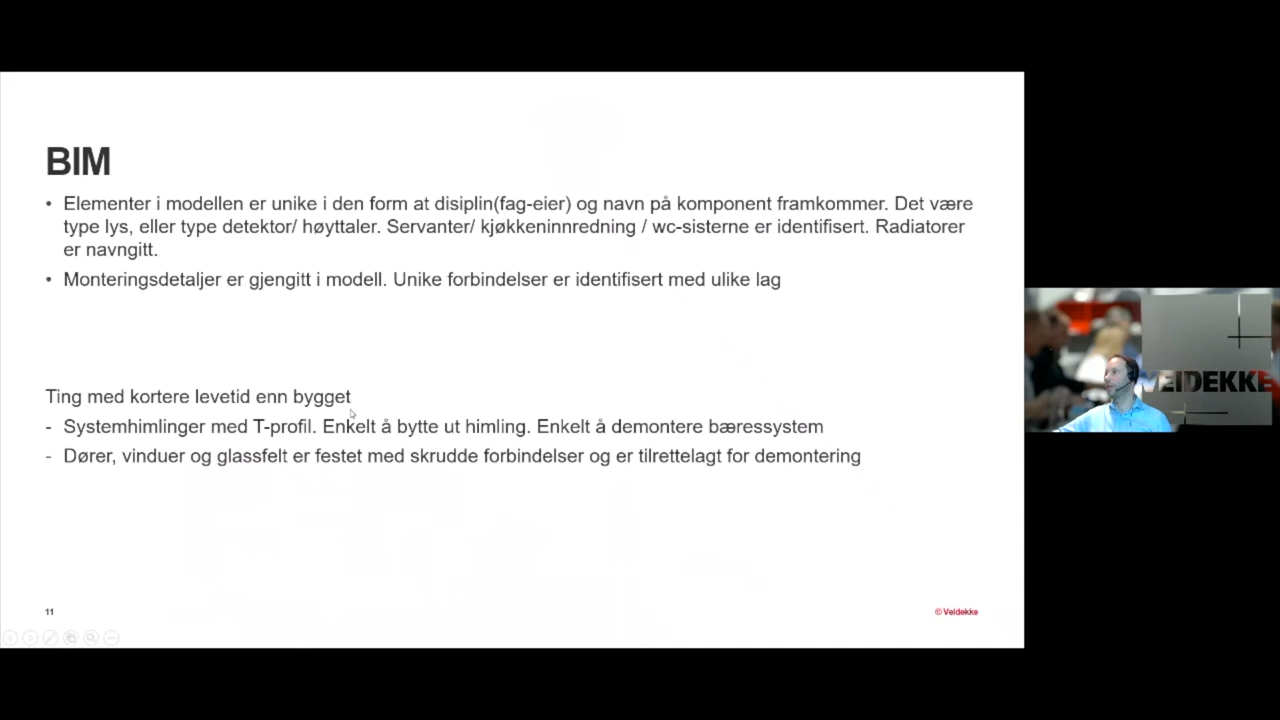 BIM
• Elementer i modellen er unike i den form at disiplin(fag-eier) og navn på komponent framkommer. Det være
type lys, eller type detektor/ høyttaler. Servanter/ kjøkkeninnredning / wc-sisterne er identifisert. Radiatorer
er navngitt.
• Monteringsdetaljer er gjengitt i modell. Unike forbindelser er identifisert med ulike lag
Ting med kortere levetid enn bygget
- Systemhimlinger med T-profil. Enkelt å bytte ut himling. Enkelt å demontere bæressystem
- Dører, vinduer og glassfelt er festet med skrudde forbindelser og er tilrettelagt for demontering
11
© Veidekke
VEIDEKKE